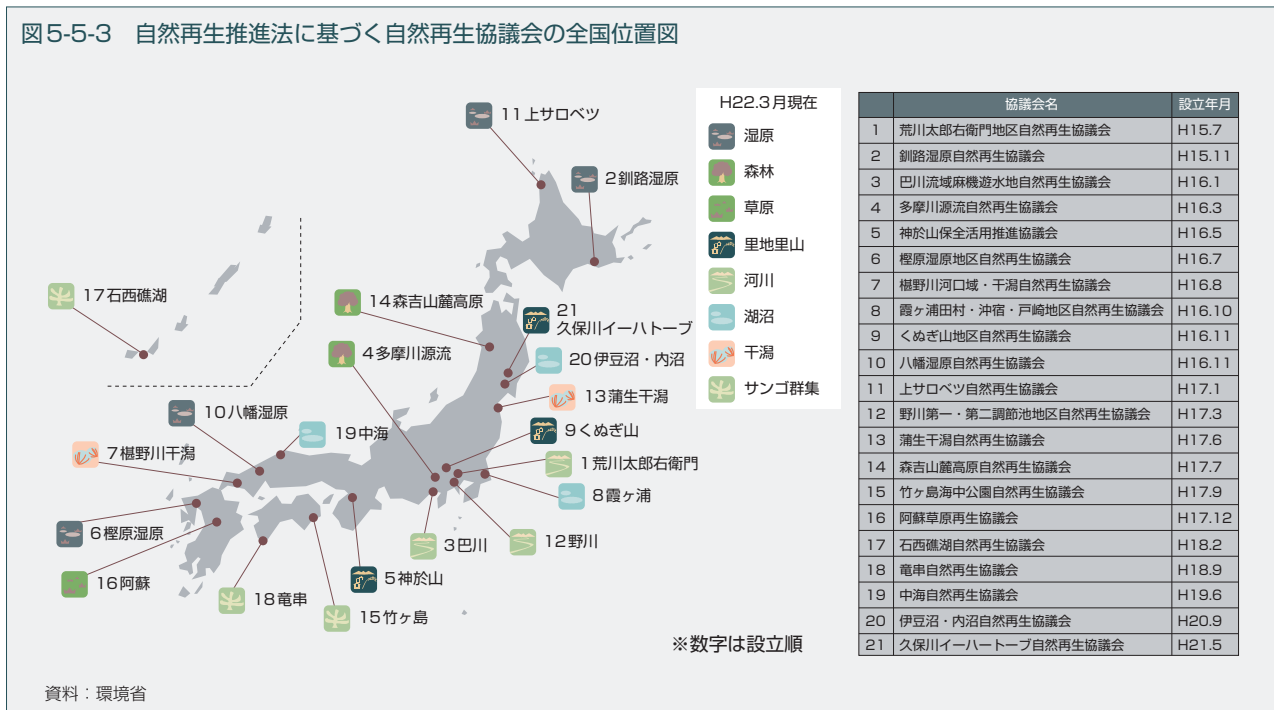 図5-5-3 自然再生推進法に基づく自然再生協議会の全国位置図
11上サロベツ
2釧路湿原
17石西礁湖
14森吉山麓高原
21
久保川イーハトーブ
4多摩川源流
20伊豆沼・内沼
13蒲生干潟
10八幡湿原
19中海
9くぬぎ山
7椹野川干潟
1荒川太郎右衛門
8霞ヶ浦
6樫原湿原
3巴川
12野川
16阿蘇
5神於山
18竜串
15竹ヶ島
H22.3月現在
湿原
森林
草原
里地里山
河川
湖沼
干潟
サンゴ群集
※数字は設立順
協議会名 設立年月
1 荒川太郎右衛門地区自然再生協議会 H15.7
2 釧路湿原自然再生協議会 H15.11
3 巴川流域麻機遊水地自然再生協議会 H16.1
4 多摩川源流自然再生協議会 H16.3
5 神於山保全活用推進協議会 H16.5
6 樫原湿原地区自然再生協議会 H16.7
7 椹野川河口域・干潟自然再生協議会 H16.8
8 霞ヶ浦田村・沖宿・戸崎地区自然再生協議会 H16.10
9 くぬぎ山地区自然再生協議会 H16.11
10 八幡湿原自然再生協議会 H16.11
11 上サロベツ自然再生協議会 H17.1
12 野川第一・第二調節池地区自然再生協議会 H17.3
13 蒲生干潟自然再生協議会 H17.6
14 森吉山麓高原自然再生協議会 H17.7
15 竹ヶ島海中公園自然再生協議会 H17.9
16 阿蘇草原再生協議会 H17.12
17 石西礁湖自然再生協議会 H18.2
18 竜串自然再生協議会 H18.9
19 中海自然再生協議会 H19.6
20 伊豆沼・内沼自然再生協議会 H20.9
21 久保川イーハートーブ自然再生協議会 H21.5
資料：環境省